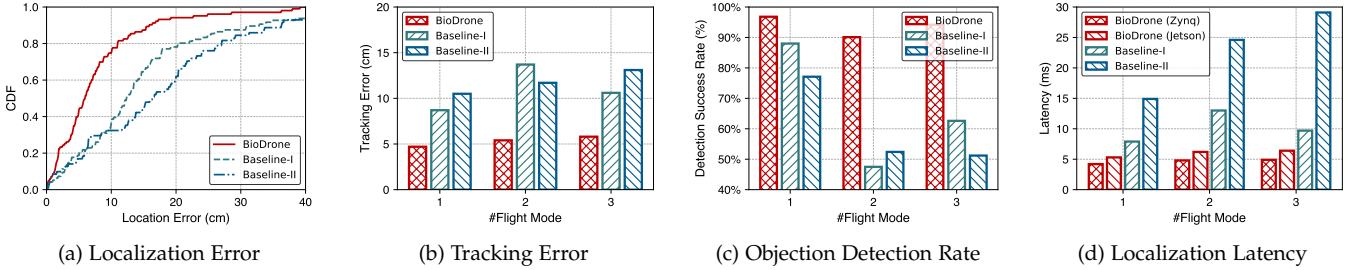 1.0
0.8
0.6
0.4
0.2
0.0
CDF
0
10
20
30
40
Location Error (cm)
BioDrone
Baseline-I
Baseline-II
(a) Localization Error
20
15
10
5
0
Tracking Error (cm)
1
2
3
#Flight Mode
BioDrone
Baseline-I
Baseline-II
(b) Tracking Error
100%
90%
80%
70%
60%
50%
40%
Detection Success Rate (%)
1
2
3
#Flight Mode
BioDrone
Baseline-I
Baseline-II
(c) Objection Detection Rate
30
25
20
15
10
5
0
Latency (ms)
1
2
3
#Flight Mode
BioDrone (Zynq)
BioDrone (Jetson)
Baseline-I
Baseline-II
(d) Localization Latency